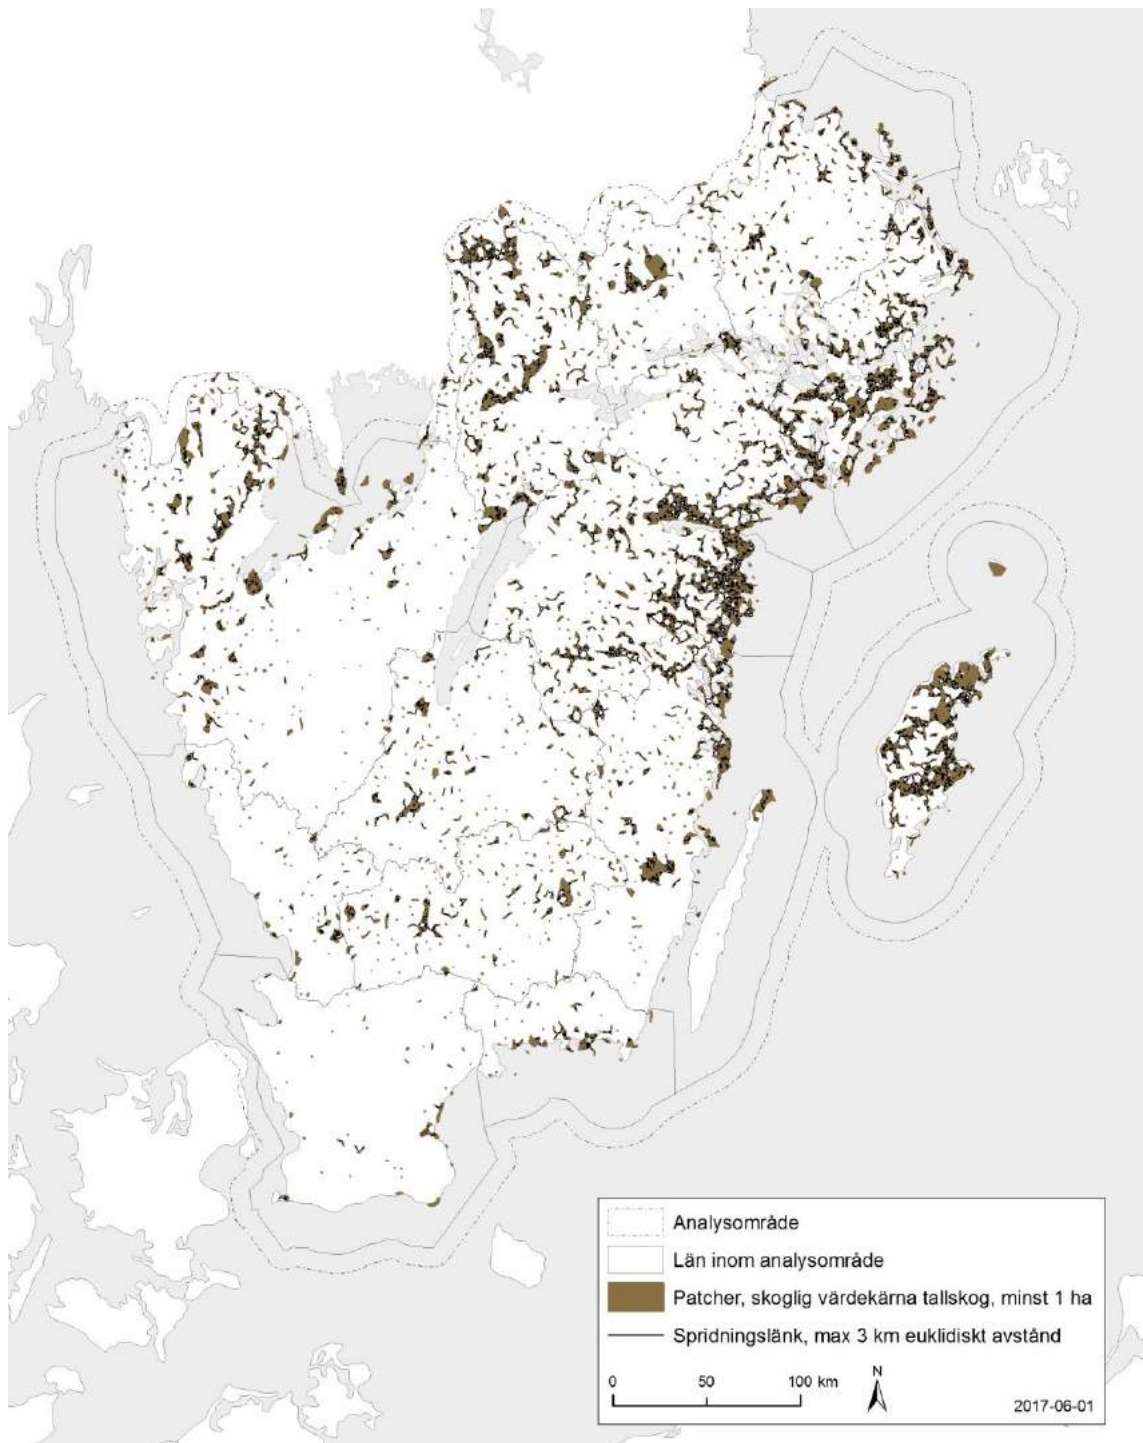 Analysområde
Län inom analysområde
Patcher, skoglig värdekärna tallskog, minst 1 ha
Spridningslänk, max 3 km euklidiskt avstånd
0 50 100 km
N
2017-06-01